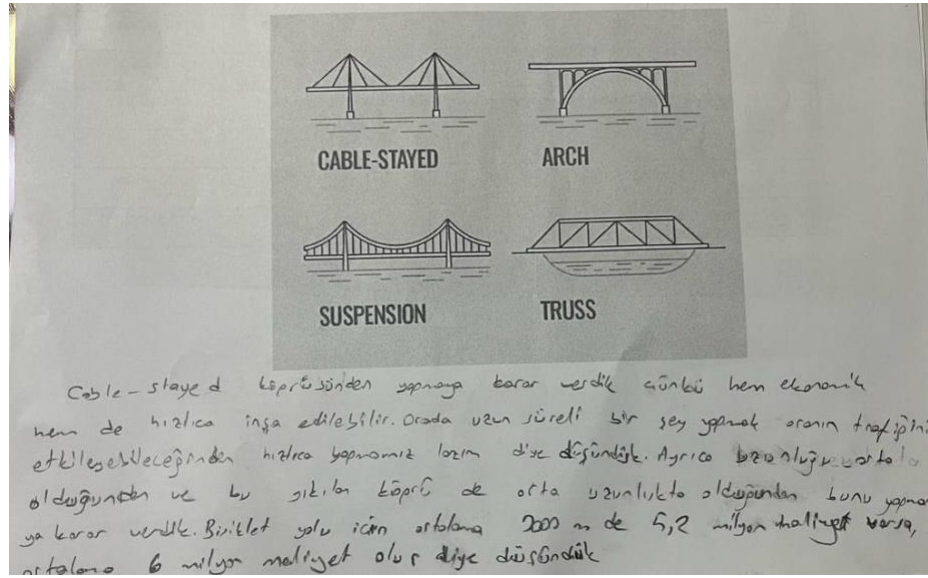 CABLE-STAYED
ARCH
SUSPENSION
TRUSS
Cable-stayed köprüsünden yapmaya karar verdik çünkü hem ekonomik
hem de hızlıca inşa edilebilir. Orada uzun süreli bir şey yapmak oranın trafiğini
etkileyebileceğinden hızlıca yapmamız lazım diye düşündük. Ayrıca uzunluğu orta
olduğundan ve bu yıkılan köprü de orta uzunlukta olduğundan bunu yapma
ya karar verdik. Bisiklet yolu için ortalama 2000 m de 5,2 milyon maliyet varsa,
ortalama 6 milyon maliyet olur diye düşündük